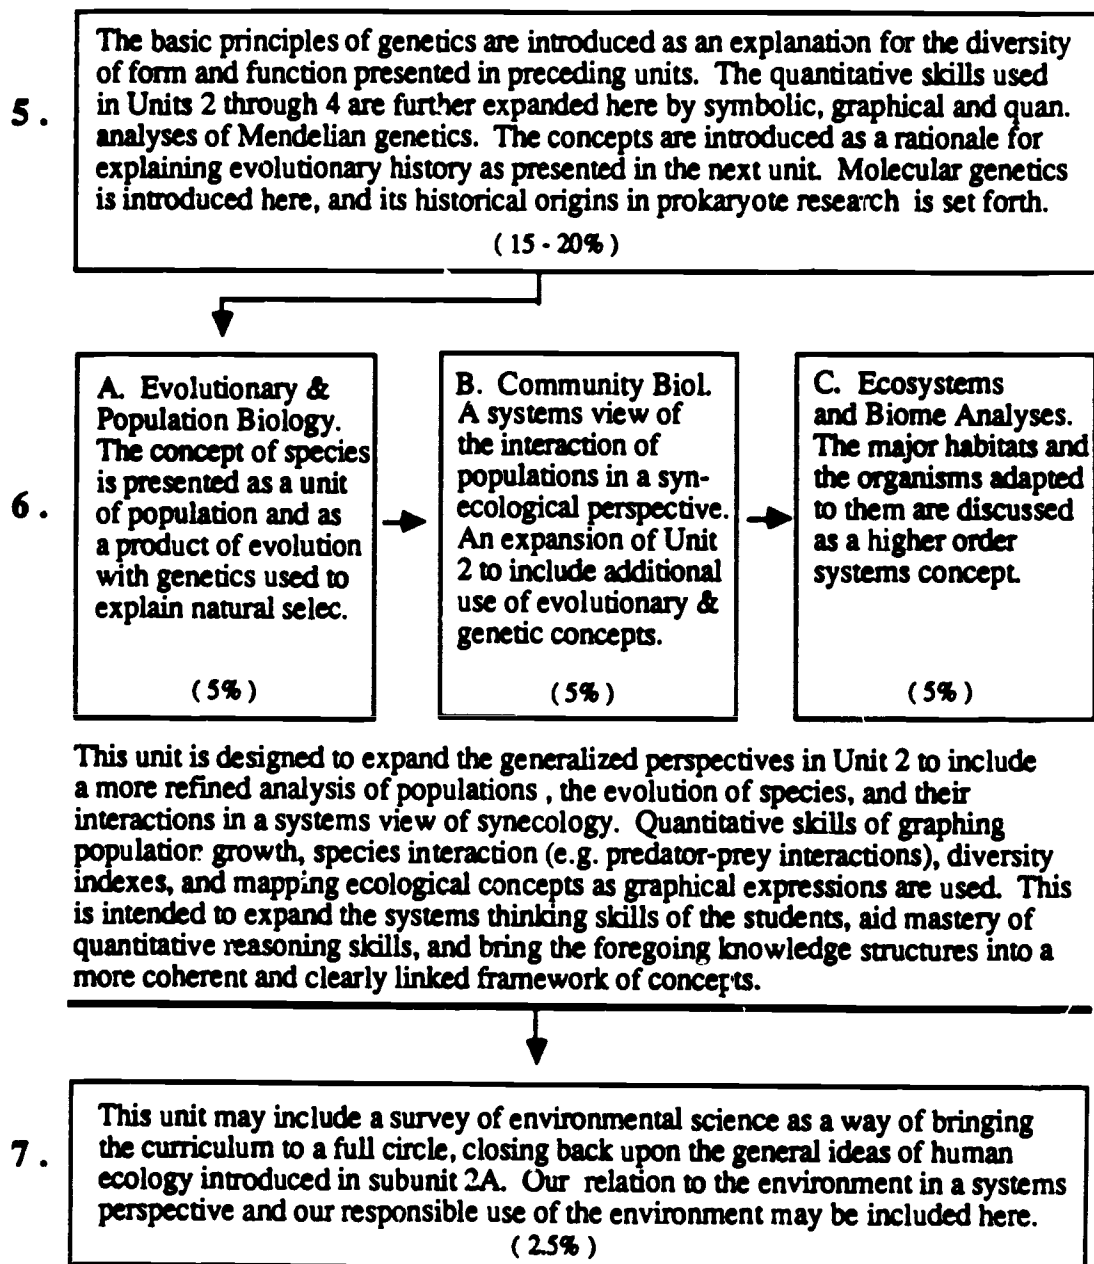 The basic principles of genetics are introduced as an explanation for the diversity
of form and function presented in preceding units. The quantitative skills used
in Units 2 through 4 are further expanded here by symbolic, graphical and quan.
analyses of Mendelian genetics. The concepts are introduced as a rationale for
explaining evolutionary history as presented in the next unit. Molecular genetics
is introduced here, and its historical origins in prokaryote research is set forth.
( 15 - 20% )
5 .
A. Evolutionary &
Population Biology.
The concept of species
is presented as a unit
of population and as
a product of evolution
with genetics used to
explain natural selec.
( 5% )
B. Community Biol.
A systems view of
the interaction of
populations in a syn-
ecological perspective.
An expansion of Unit
2 to include additional
use of evolutionary &
genetic concepts.
( 5% )
C. Ecosystems
and Biome Analyses.
The major habitats and
the organisms adapted
to them are discussed
as a higher order
systems concept.
( 5% )
6 .
This unit is designed to expand the generalized perspectives in Unit 2 to include
a more refined analysis of populations , the evolution of species, and their
interactions in a systems view of synecology. Quantitative skills of graphing
population growth, species interaction (e.g. predator-prey interactions), diversity
indexes, and mapping ecological concepts as graphical expressions are used. This
is intended to expand the systems thinking skills of the students, aid mastery of
quantitative reasoning skills, and bring the foregoing knowledge structures into a
more coherent and clearly linked framework of concepts.
7 .
This unit may include a survey of environmental science as a way of bringing
the curriculum to a full circle, closing back upon the general ideas of human
ecology introduced in subunit 2A. Our relation to the environment in a systems
perspective and our responsible use of the environment may be included here.
( 2.5% )